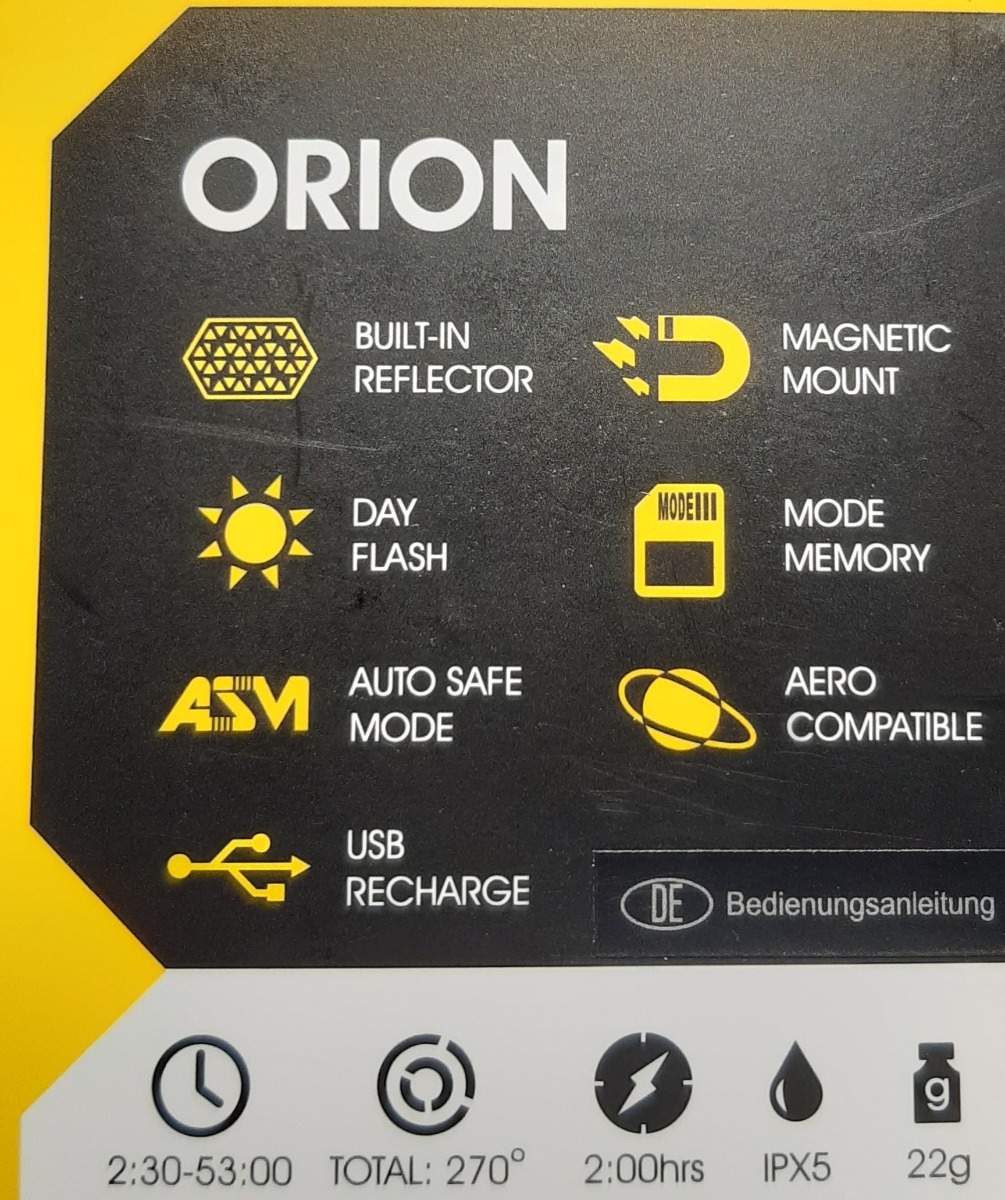 ORION
BUILT-IN
REFLECTOR
MAGNETIC
MOUNT
DAY
FLASH
MODE III
MODE
MEMORY
ASM
AUTO SAFE
MODE
AERO
COMPATIBLE
USB
RECHARGE
DE Bedienungsanleitung
g
2:30-53:00 TOTAL: 270° 2:00hrs IPX5 22g